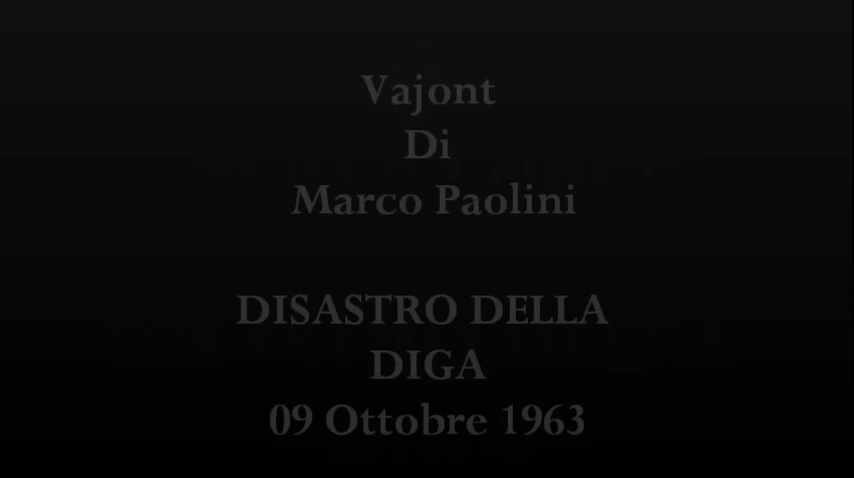 Vajont
Di
Marco Paolini
DISASTRO DELLA
DIGA
09 Ottobre 1963